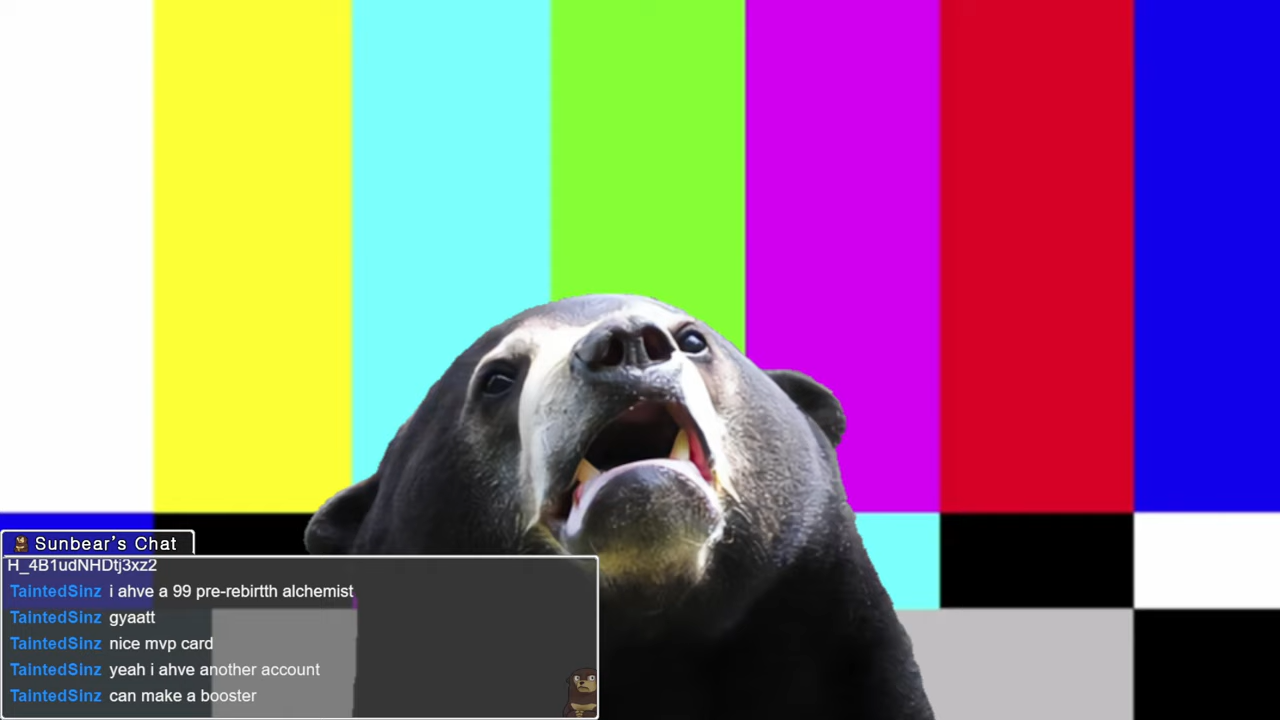 Sunbear's Chat
H_4B1udNHDtj3xz2
TaintedSinz i ahve a 99 pre-rebirtth alchemist
TaintedSinz gyaatt
TaintedSinz nice mvp card
TaintedSinz yeah i ahve another account
TaintedSinz can make a booster